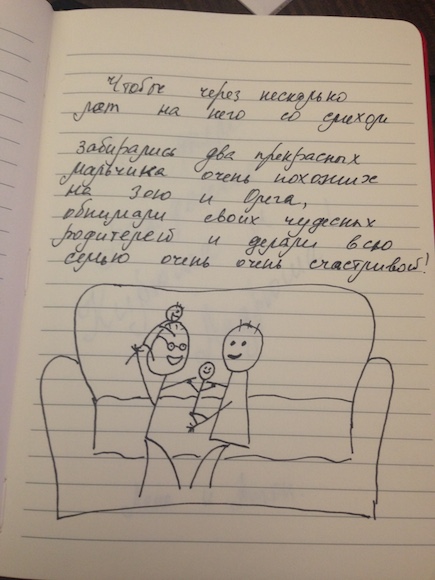 Чтобы через несколько
лет на него со смехом
забирались два прекрасных
мальчика очень похожих
на Зою и Олега,
обнимали своих чудесных
родителей и делали всю
семью очень очень счастливой!